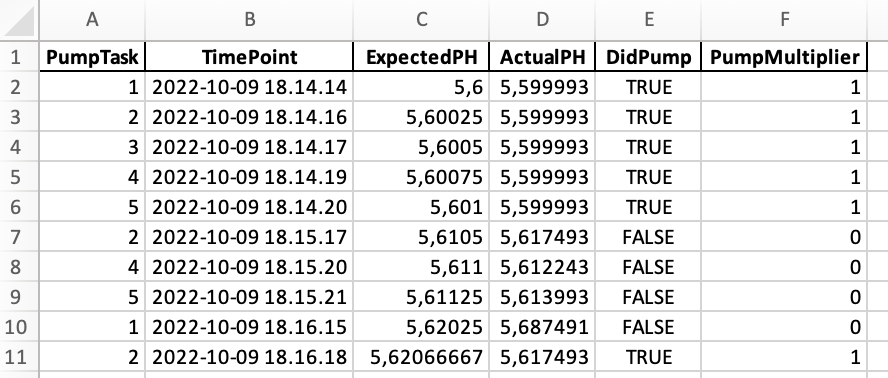 A B C D E F
1 PumpTask TimePoint ExpectedPH ActualPH DidPump PumpMultiplier
2 1 2022-10-09 18.14.14 5,6 5,599993 TRUE 1
3 2 2022-10-09 18.14.16 5,60025 5,599993 TRUE 1
4 3 2022-10-09 18.14.17 5,6005 5,599993 TRUE 1
5 4 2022-10-09 18.14.19 5,60075 5,599993 TRUE 1
6 5 2022-10-09 18.14.20 5,601 5,599993 TRUE 1
7 2 2022-10-09 18.15.17 5,6105 5,617493 FALSE 0
8 4 2022-10-09 18.15.20 5,611 5,612243 FALSE 0
9 5 2022-10-09 18.15.21 5,61125 5,613993 FALSE 0
10 1 2022-10-09 18.16.15 5,62025 5,687491 FALSE 0
11 2 2022-10-09 18.16.18 5,62066667 5,617493 TRUE 1